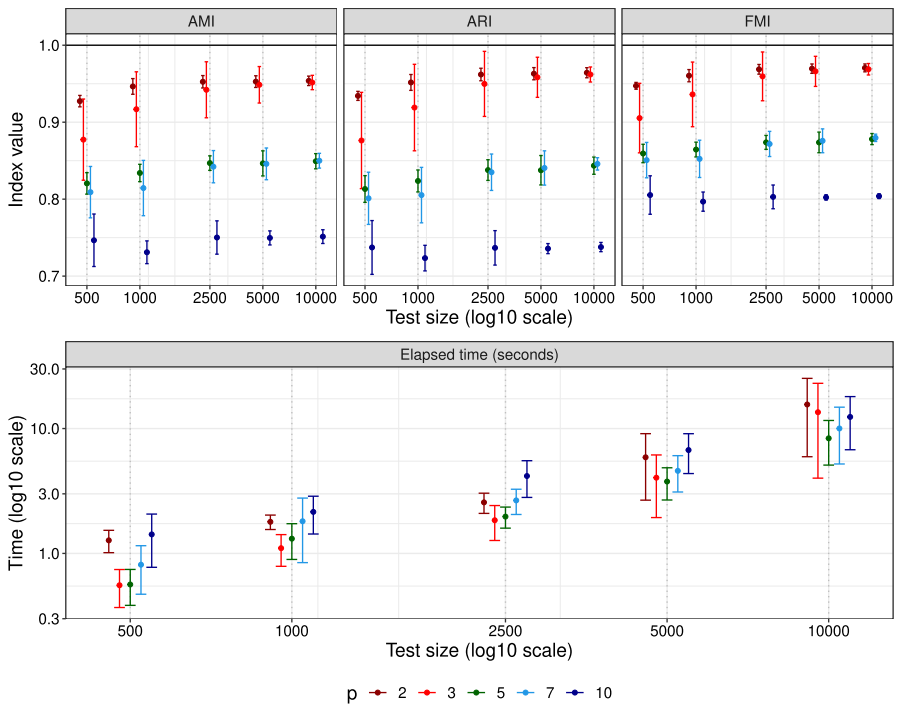 AMI ARI FMI
1.0
0.9
0.8
0.7
Index value
500 1000 2500 5000 10000 500 1000 2500 5000 10000 500 1000 2500 5000 10000
Test size (log10 scale)
Elapsed time (seconds)
30.0
10.0
3.0
1.0
0.3
Time (log10 scale)
500 1000 2500 5000 10000
Test size (log10 scale)
p 2 3 5 7 10